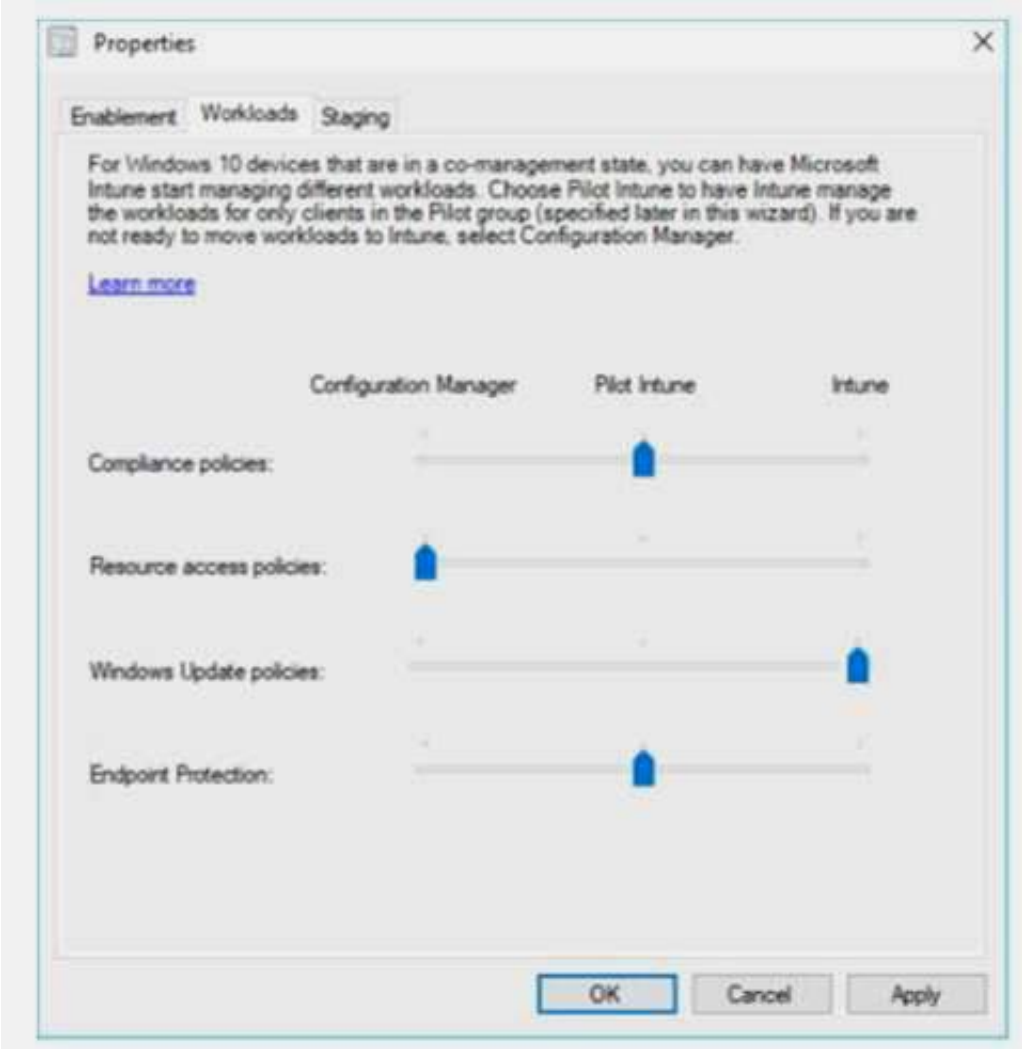 Properties
Enablement Workloads Staging
For Windows 10 devices that are in a co-management state, you can have Microsoft
Intune start managing different workloads. Choose Pilot Intune to have Intune manage
the workloads for only clients in the Pilot group (specified later in this wizard). If you are
not ready to move workloads to Intune, select Configuration Manager.
Learn more
Configuration Manager Pilot Intune Intune
Compliance policies:
Resource access policies:
Windows Update policies:
Endpoint Protection:
OK Cancel Apply